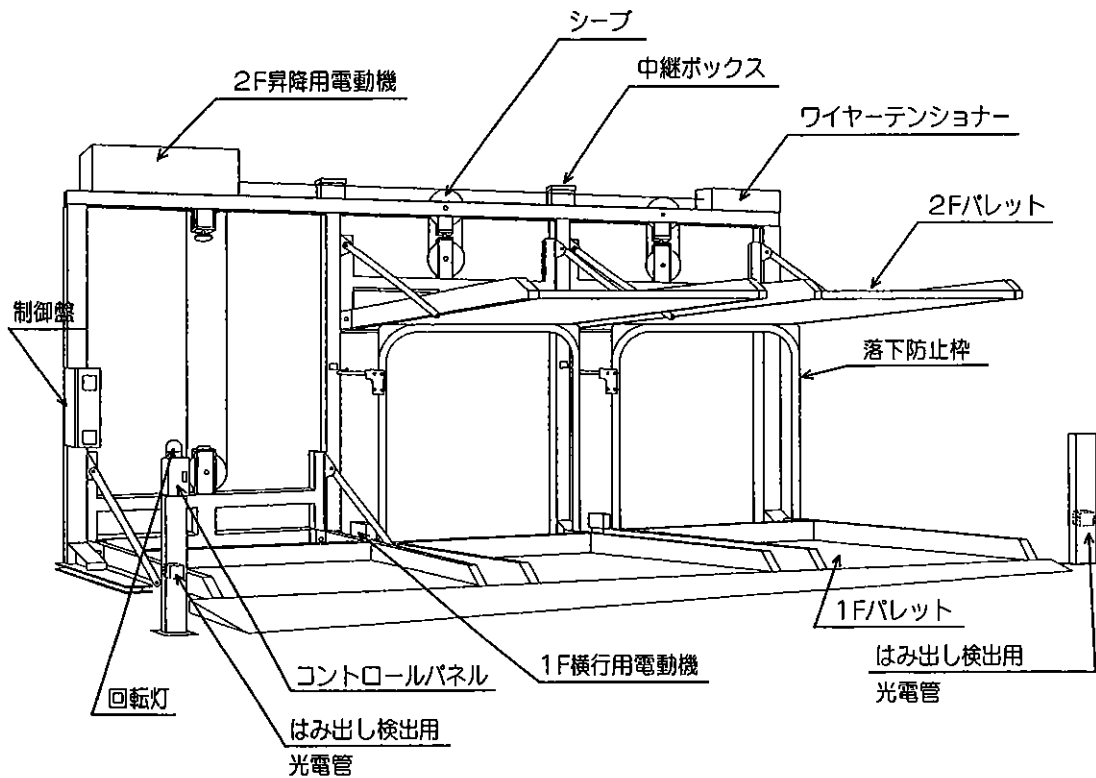 シーブ
中継ボックス
2F昇降用電動機
ワイヤーテンショナー
2Fパレット
制御盤
落下防止枠
1Fパレット
はみ出し検出用
光電管
1F横行用電動機
コントロールパネル
回転灯
はみ出し検出用
光電管